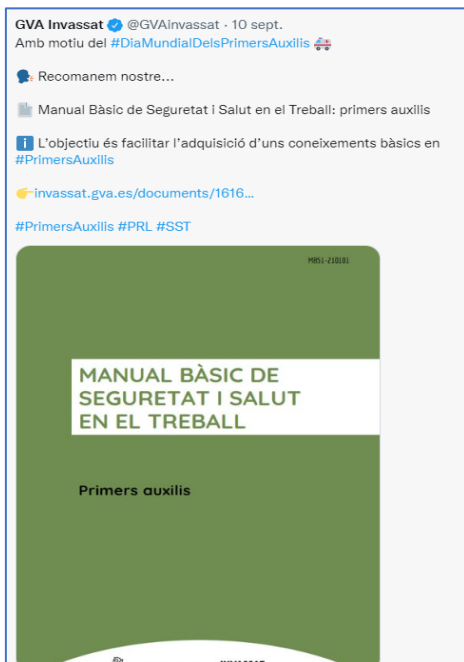 GVA Invassat @GVAinvassat · 10 sept.
Amb motiu del #DiaMundialDelsPrimersAuxilis 🚑
🗣️ Recomanem nostre...
📄 Manual Bàsic de Seguretat i Salut en el Treball: primers auxilis
ℹ️ L'objectiu és facilitar l'adquisició d'uns coneixements bàsics en
#PrimersAuxilis
👉invassat.gva.es/documents/1616...
#PrimersAuxilis #PRL #SST
MBS1-210101
MANUAL BÀSIC DE
SEGURETAT I SALUT
EN EL TREBALL
Primers auxilis